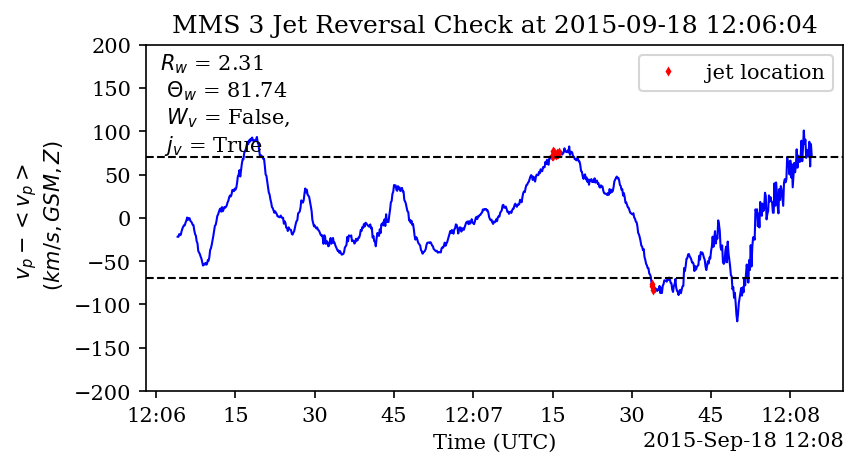 MMS 3 Jet Reversal Check at 2015-09-18 12:06:04
R_w = 2.31
Θ_w = 81.74
W_v = False,
j_v = True
jet location
200
150
100
50
0
−50
−100
−150
−200
v_p − < v_p >
(km/s, GSM, Z)
12:06 15 30 45 12:07 15 30 45 12:08
Time (UTC)
2015-Sep-18 12:08